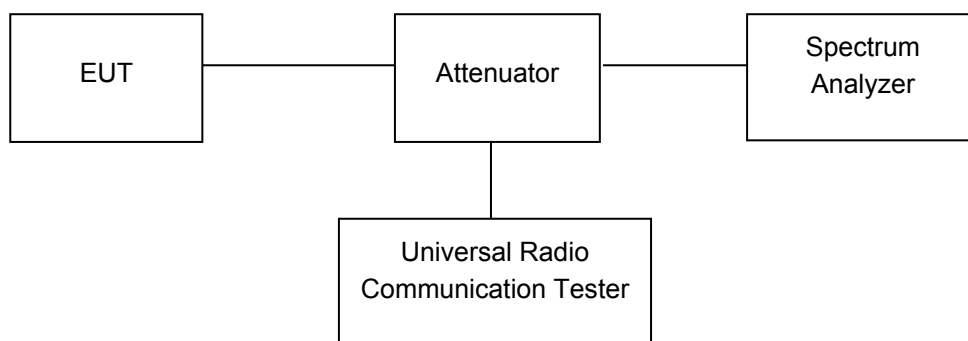 EUT
Attenuator
Spectrum
Analyzer
Universal Radio
Communication Tester